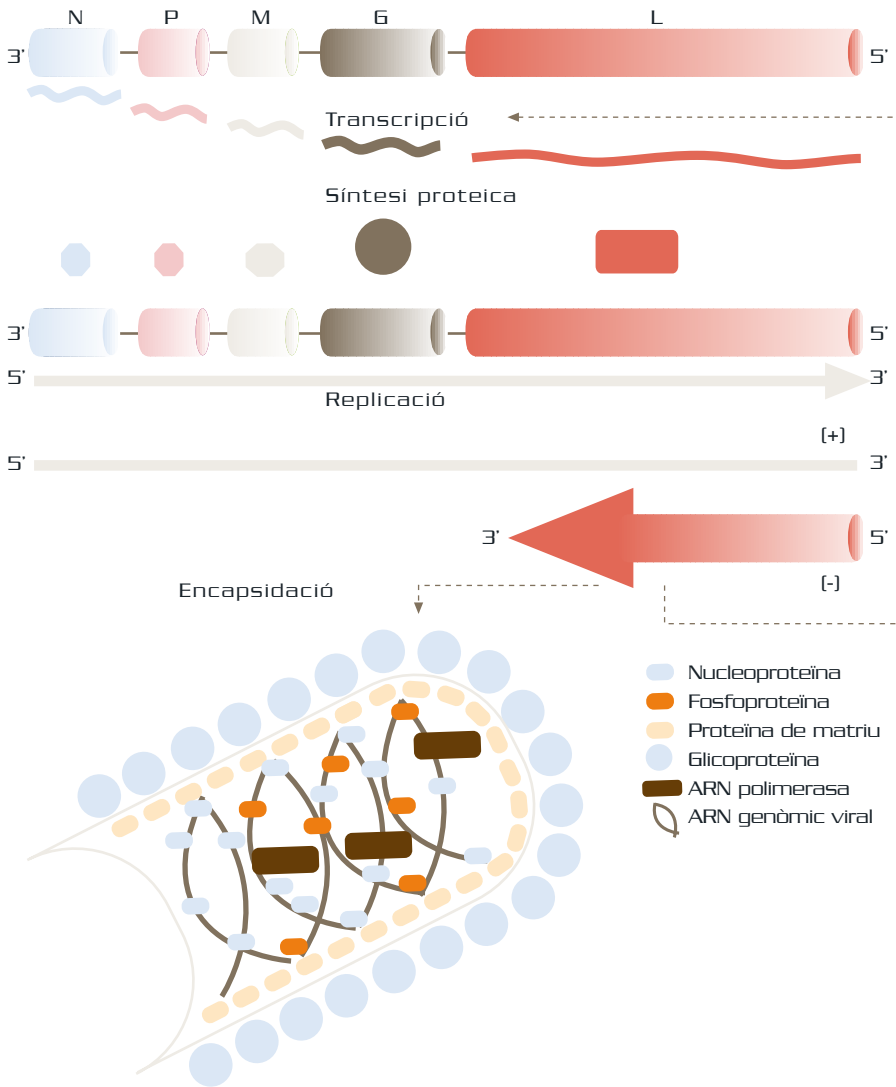 N P M G L
3' 5'
Transcripció
Síntesi proteica
3' 5'
5' 3'
Replicació
(+)
5' 3'
3' 5'
(-)
Encapsidació
Nucleoproteïna
Fosfoproteïna
Proteïna de matriu
Glicoproteïna
ARN polimerasa
ARN genòmic viral